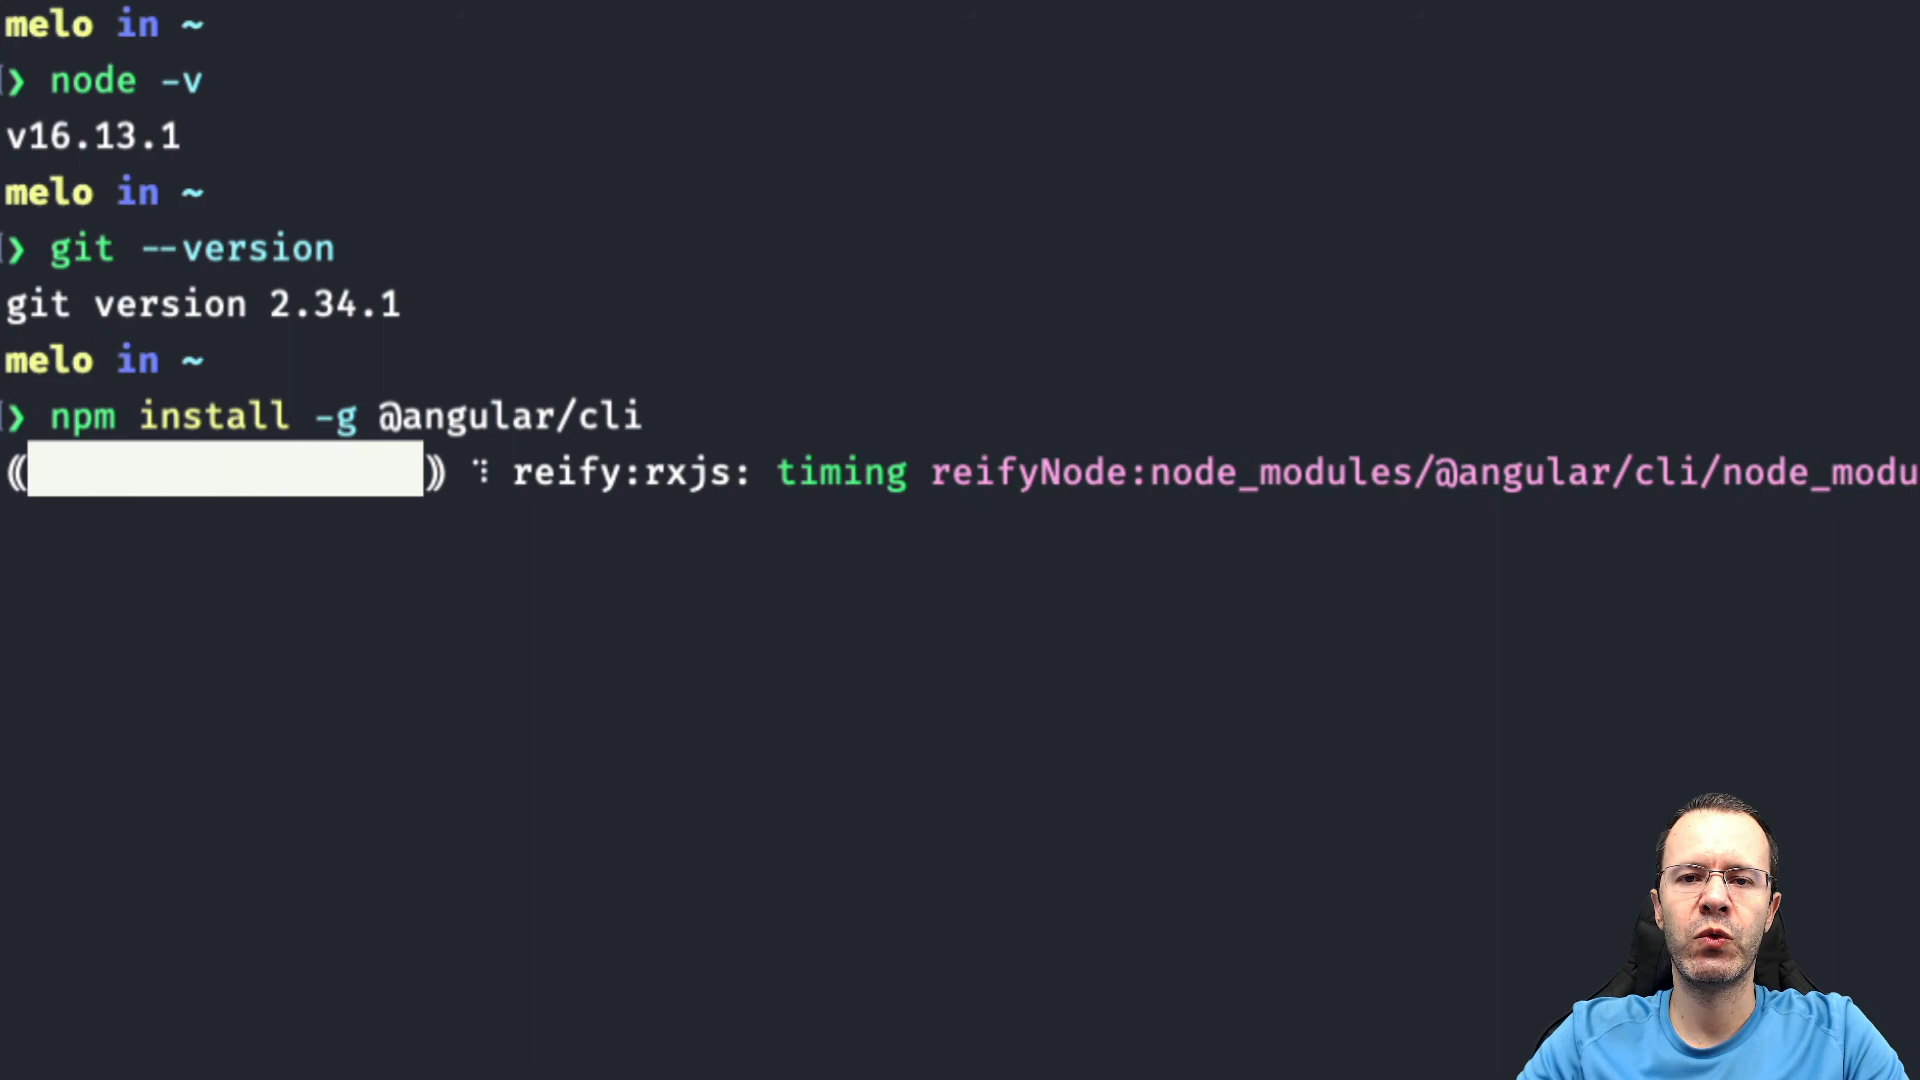 melo in ~
❯ node -v
v16.13.1
melo in ~
❯ git --version
git version 2.34.1
melo in ~
❯ npm install -g @angular/cli
(( )) ⠹ reify:rxjs: timing reifyNode:node_modules/@angular/cli/node_modu